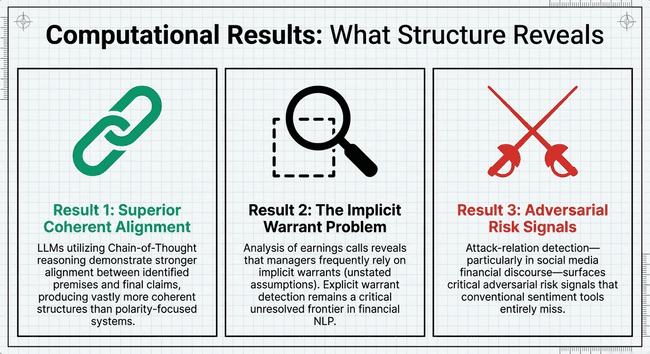 Computational Results: What Structure Reveals
Result 1: Superior
Coherent Alignment
LLMs utilizing Chain-of-Thought
reasoning demonstrate stronger
alignment between identified
premises and final claims,
producing vastly more coherent
structures than polarity-focused
systems.
Result 2: The Implicit
Warrant Problem
Analysis of earnings calls reveals
that managers frequently rely on
implicit warrants (unstated
assumptions). Explicit warrant
detection remains a critical
unresolved frontier in financial
NLP.
Result 3: Adversarial
Risk Signals
Attack-relation detection—
particularly in social media
financial discourse—surfaces
critical adversarial risk signals that
conventional sentiment tools
entirely miss.